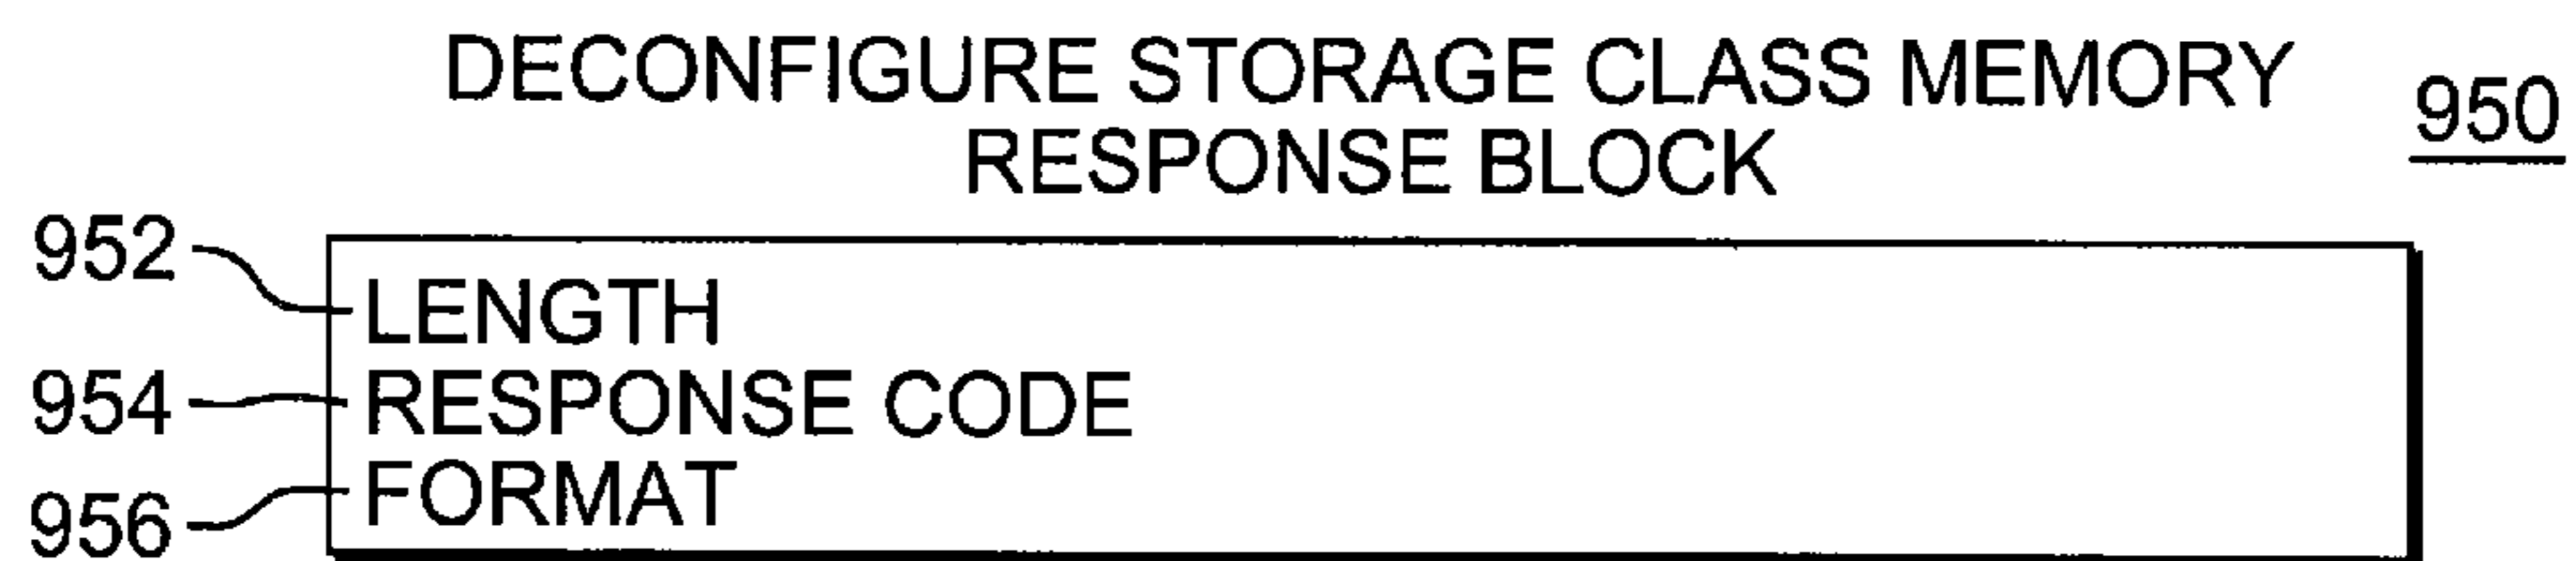 DECONFIGURE STORAGE CLASS MEMORY
RESPONSE BLOCK
950
952 LENGTH
954 RESPONSE CODE
956 FORMAT